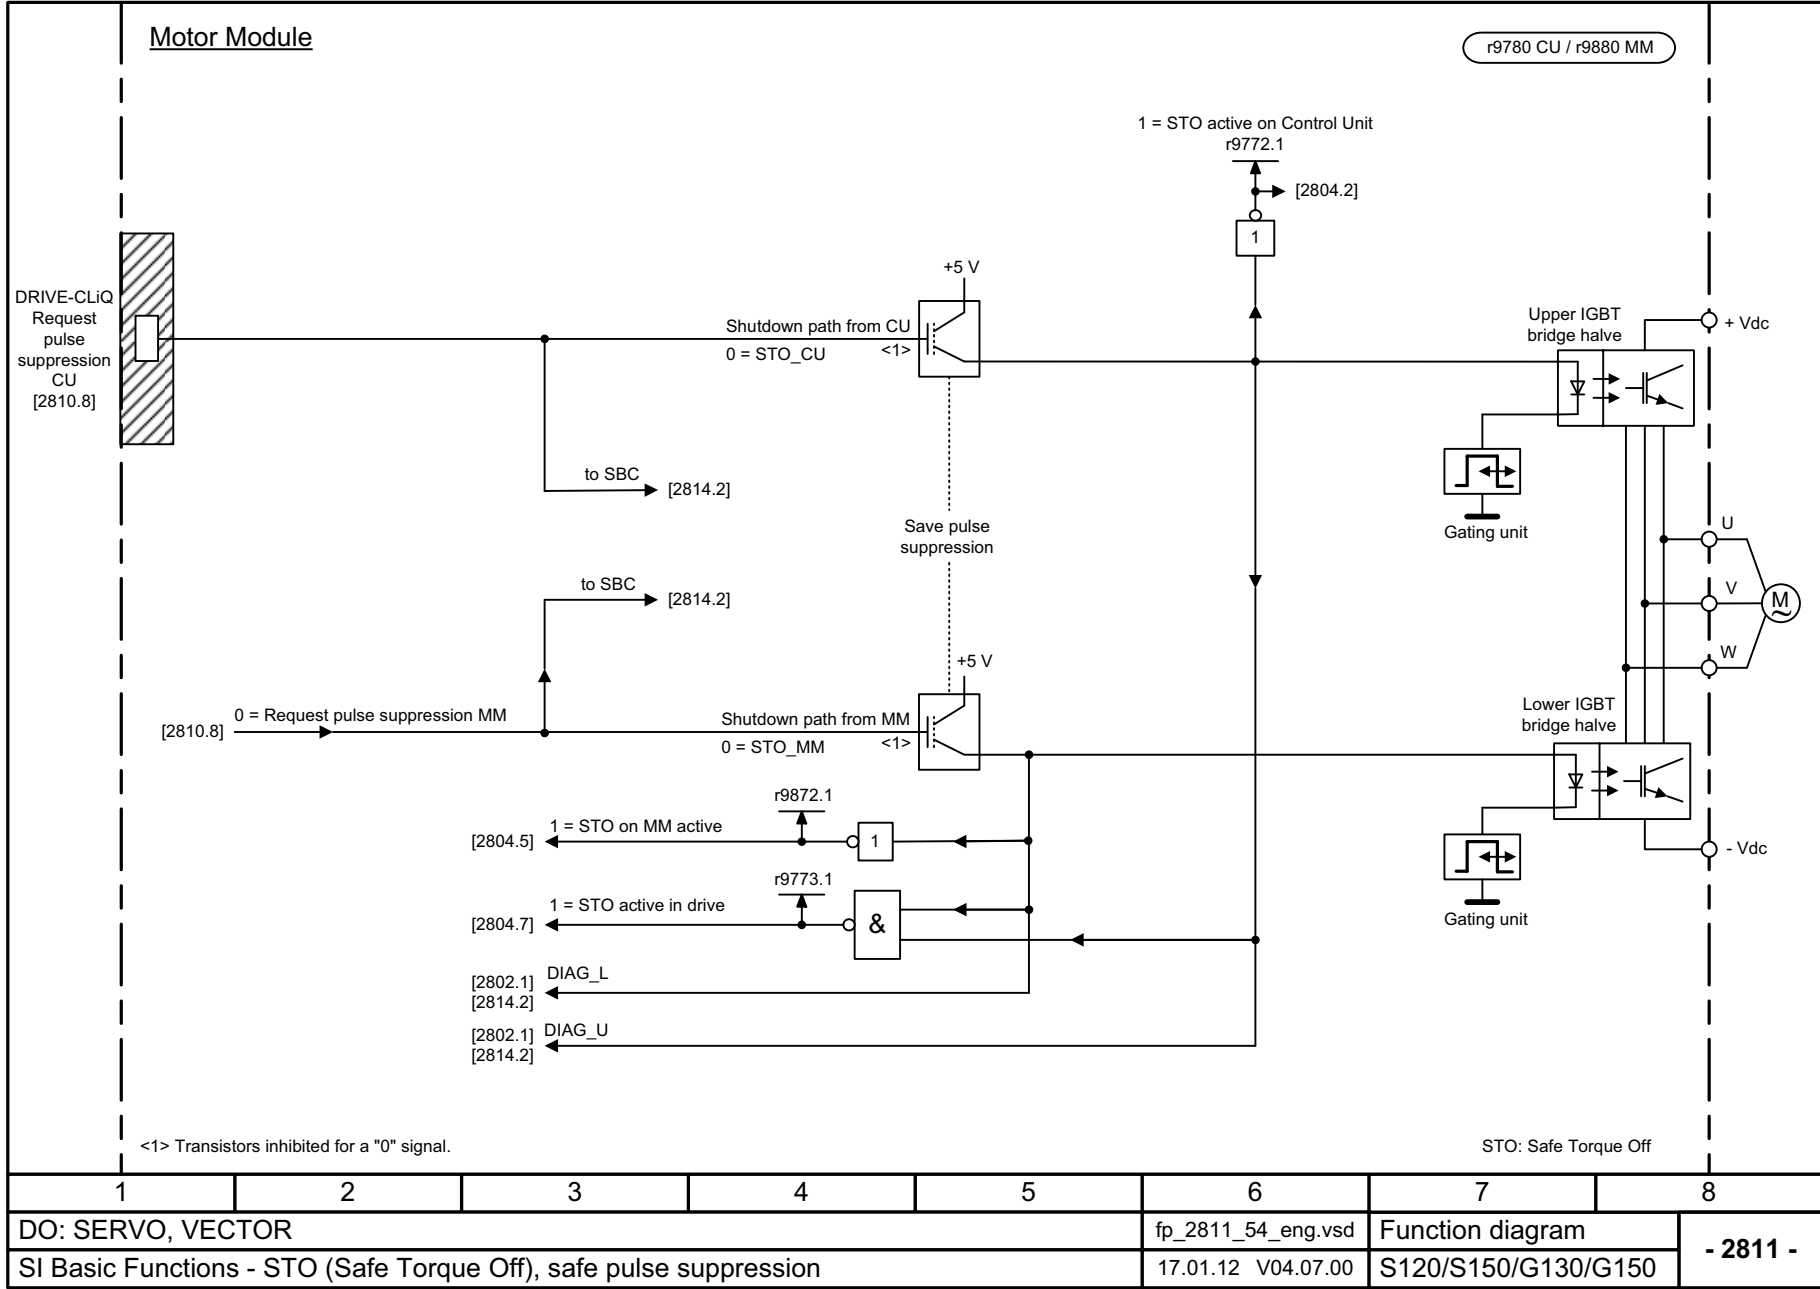 Motor Module
r9780 CU / r9880 MM
1 = STO active on Control Unit
r9772.1
[2804.2]
1
+5 V
DRIVE-CLiQ
Request
pulse
suppression
CU
[2810.8]
Shutdown path from CU
0 = STO_CU
<1>
Upper IGBT
bridge halve
+ Vdc
to SBC
[2814.2]
Gating unit
Save pulse
suppression
U
V
W
M
~
to SBC
[2814.2]
+5 V
[2810.8]
0 = Request pulse suppression MM
Shutdown path from MM
0 = STO_MM
<1>
Lower IGBT
bridge halve
r9872.1
[2804.5]
1 = STO on MM active
1
- Vdc
r9773.1
[2804.7]
1 = STO active in drive
&
Gating unit
[2802.1]
[2814.2]
DIAG_L
[2802.1]
[2814.2]
DIAG_U
<1> Transistors inhibited for a "0" signal.
STO: Safe Torque Off
1 2 3 4 5 6 7 8
DO: SERVO, VECTOR
fp_2811_54_eng.vsd
Function diagram
- 2811 -
SI Basic Functions - STO (Safe Torque Off), safe pulse suppression
17.01.12 V04.07.00
S120/S150/G130/G150